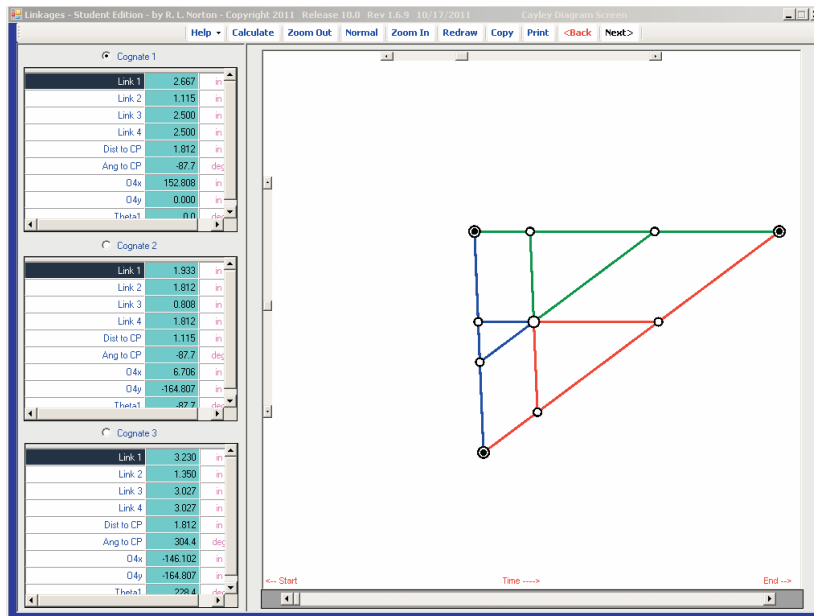 Linkages - Student Edition - by R. L. Norton - Copyright 2011 Release 10.0 Rev 1.6.9 10/17/2011 Cayley Diagram Screen
Help Calculate Zoom Out Normal Zoom In Redraw Copy Print <Back Next>
Cognate 1
Link 1 2.667 in
Link 2 1.115 in
Link 3 2.500 in
Link 4 2.500 in
Dist to CP 1.812 in
Ang to CP -87.7 deg
O4x 152.808 in
O4y 0.000 in
Theta1 0.0 deg
Cognate 2
Link 1 1.933 in
Link 2 1.812 in
Link 3 0.808 in
Link 4 1.812 in
Dist to CP 1.115 in
Ang to CP -87.7 deg
O4x 6.706 in
O4y -164.807 in
Theta1 -87.7 deg
Cognate 3
Link 1 3.230 in
Link 2 1.350 in
Link 3 3.027 in
Link 4 3.027 in
Dist to CP 1.812 in
Ang to CP 304.4 deg
O4x -146.102 in
O4y -164.807 in
Theta1 228.4 deg
<-- Start Time ----> End -->